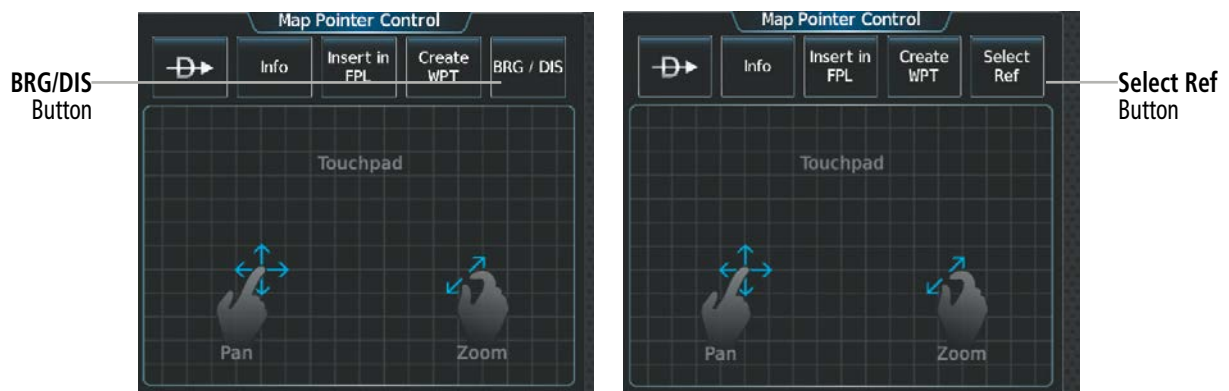 Map Pointer Control
Info
Insert in
FPL
Create
WPT
BRG / DIS
BRG/DIS
Button
Touchpad
Pan
Zoom
Map Pointer Control
Info
Insert in
FPL
Create
WPT
Select
Ref
Select Ref
Button
Touchpad
Pan
Zoom